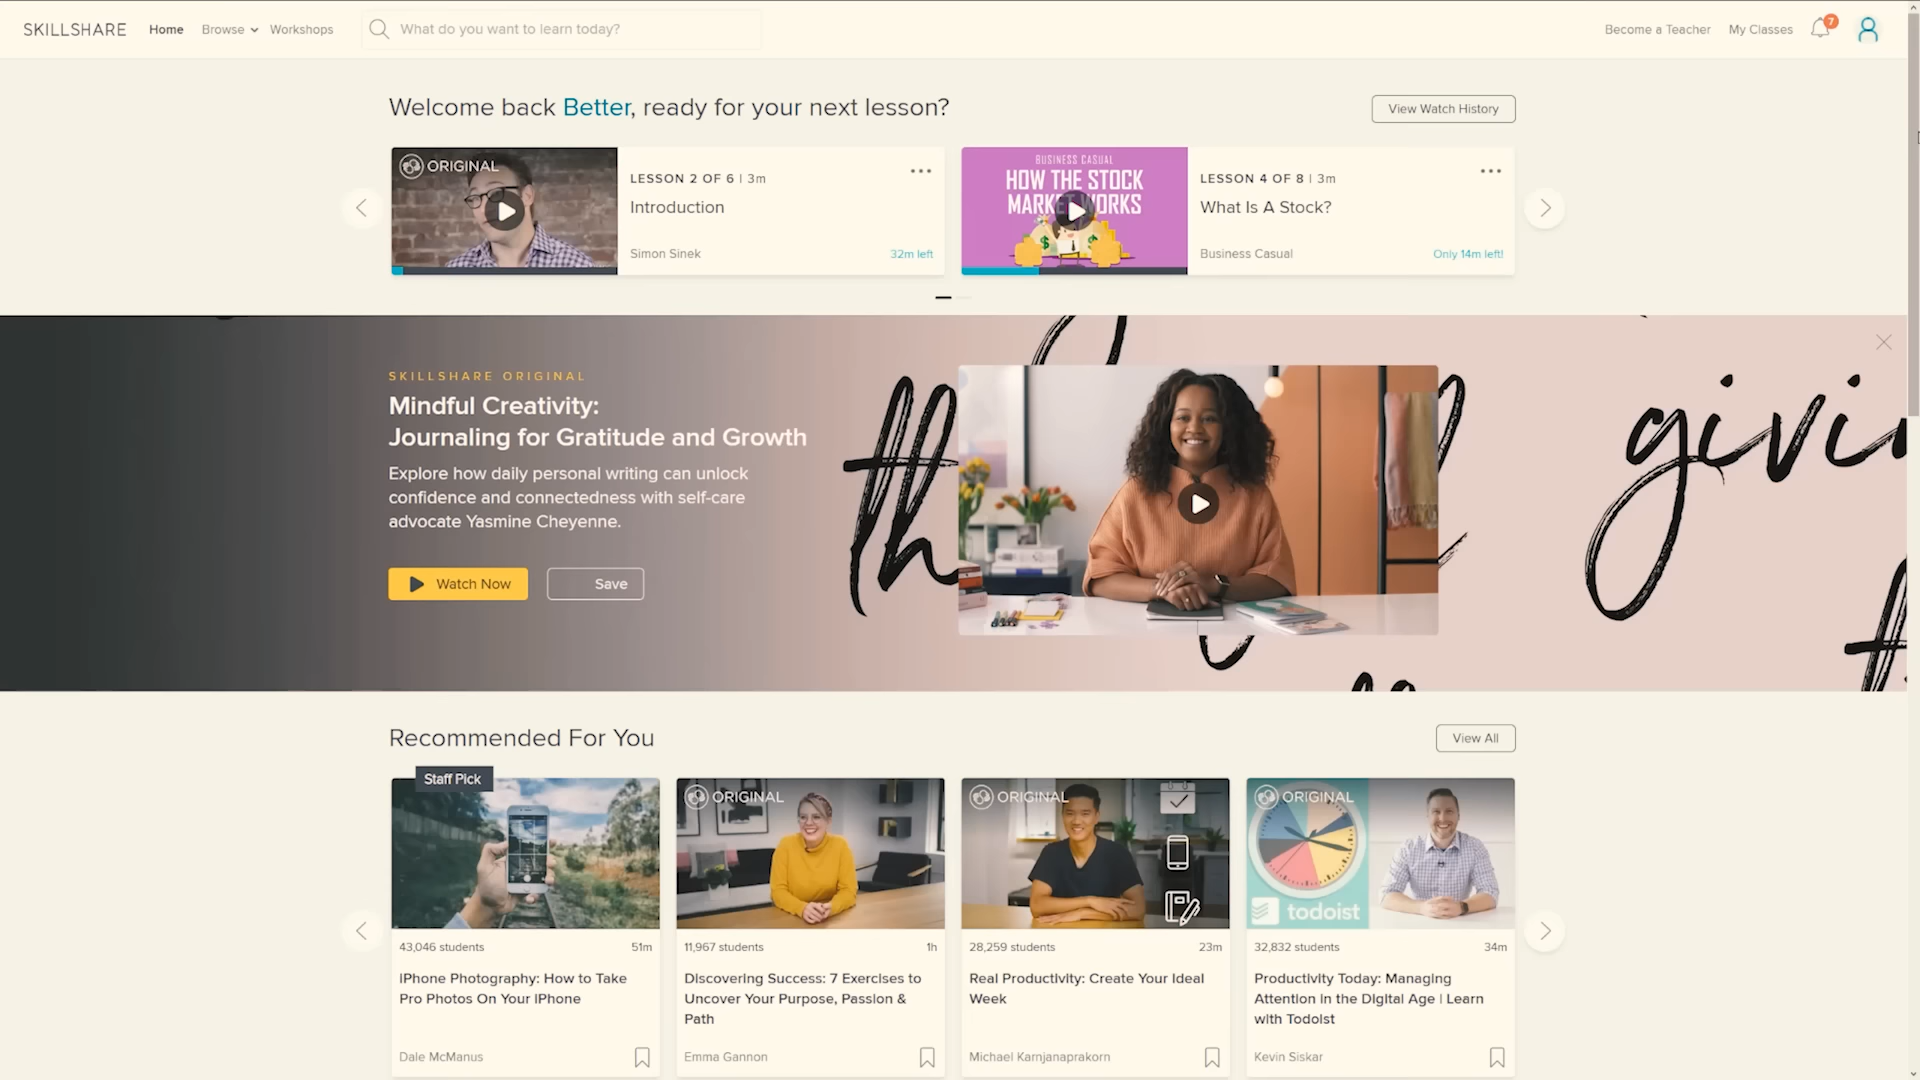 SKILLSHARE
Home
Browse
Workshops
What do you want to learn today?
Become a Teacher
My Classes
7
Welcome back Better, ready for your next lesson?
View Watch History
ORIGINAL
LESSON 2 OF 6 | 3m
Introduction
Simon Sinek
32m left
BUSINESS CASUAL
HOW THE STOCK
MARKET WORKS
LESSON 4 OF 8 | 3m
What Is A Stock?
Business Casual
Only 14m left!
SKILLSHARE ORIGINAL
Mindful Creativity:
Journaling for Gratitude and Growth
Explore how daily personal writing can unlock
confidence and connectedness with self-care
advocate Yasmine Cheyenne.
Watch Now
Save
givi
Recommended For You
View All
Staff Pick
43,046 students
51m
iPhone Photography: How to Take
Pro Photos On Your iPhone
Dale McManus
ORIGINAL
11,967 students
1h
Discovering Success: 7 Exercises to
Uncover Your Purpose, Passion &
Path
Emma Gannon
ORIGINAL
28,259 students
23m
Real Productivity: Create Your Ideal
Week
Michael Karnjanaprakorn
ORIGINAL
todoist
32,832 students
34m
Productivity Today: Managing
Attention in the Digital Age | Learn
with Todoist
Kevin Siskar